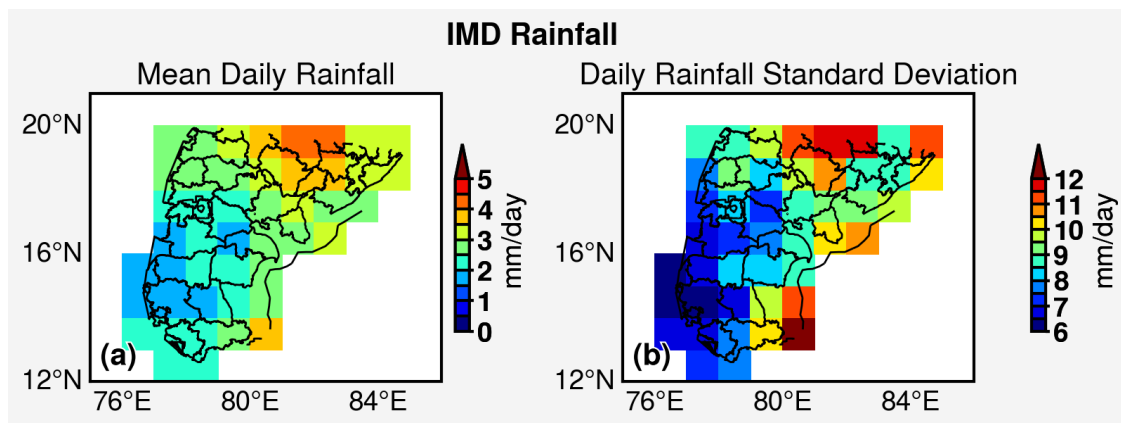 IMD Rainfall
Mean Daily Rainfall
Daily Rainfall Standard Deviation
20°N
16°N
12°N
76°E
80°E
84°E
(a)
5
4
3
2
1
0
mm/day
20°N
16°N
12°N
76°E
80°E
84°E
(b)
12
11
10
9
8
7
6
mm/day